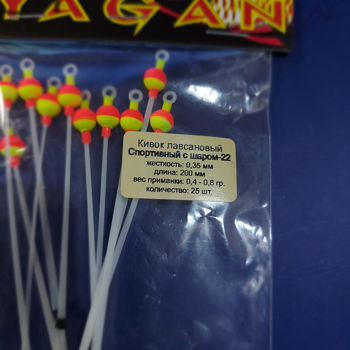 YAGAN
Кивок лавсановый
Спортивный с шаром-22
жесткость: 0,35 мм
длина: 200 мм
вес приманки: 0,4 - 0,8 гр.
количество: 25 шт.